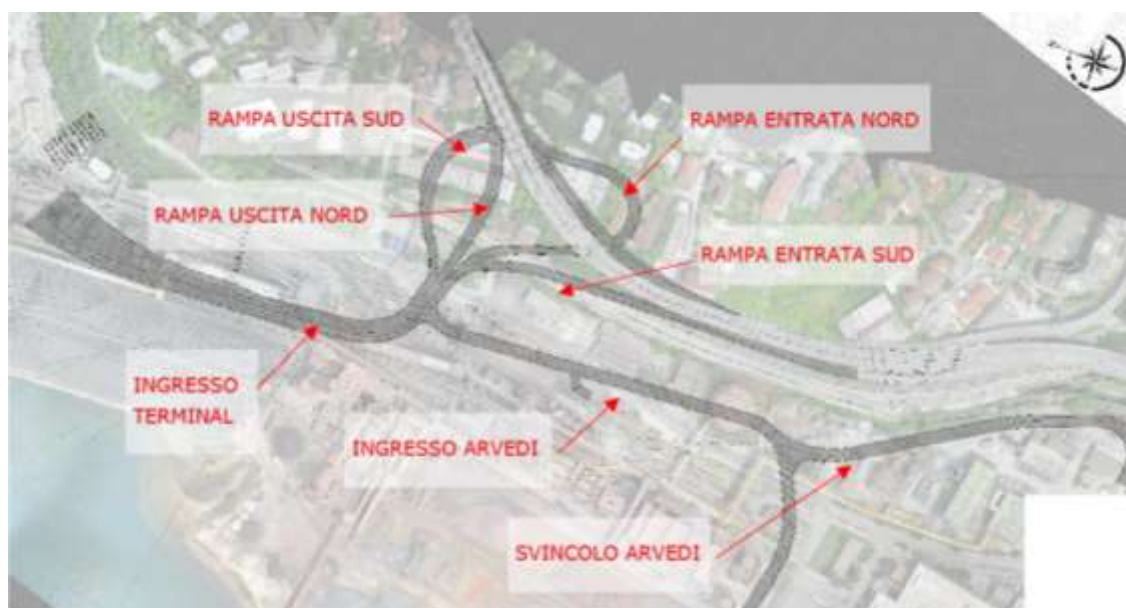 RAMPA USCITA SUD
RAMPA ENTRATA NORD
RAMPA USCITA NORD
RAMPA ENTRATA SUD
INGRESSO
TERMINAL
INGRESSO ARVEDI
SVINCOLO ARVEDI